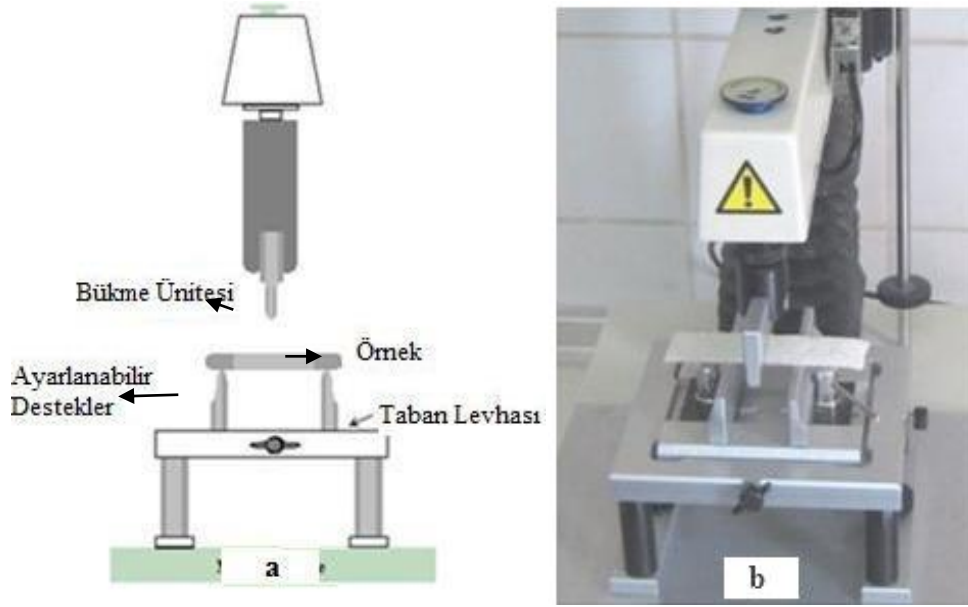 Bükme Ünitesi
Örnek
Ayarlanabilir
Destekler
Taban Levhası
a
b